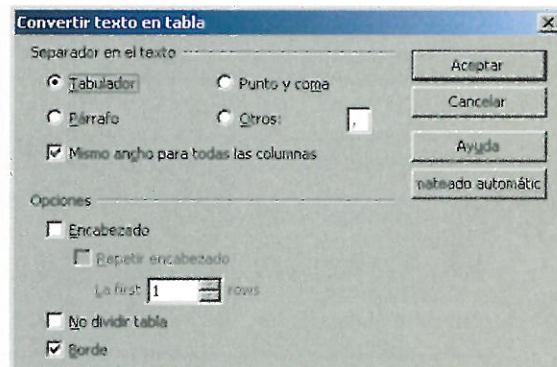 Convertir texto en tabla
Separador en el texto
Tabulador
Punto y coma
Párrafo
Otros:
,
Mismo ancho para todas las columnas
Aceptar
Cancelar
Ayuda
mateado automátic
Opciones
Encabezado
Repetir encabezado
La first 1 rows
No dividir tabla
Borde